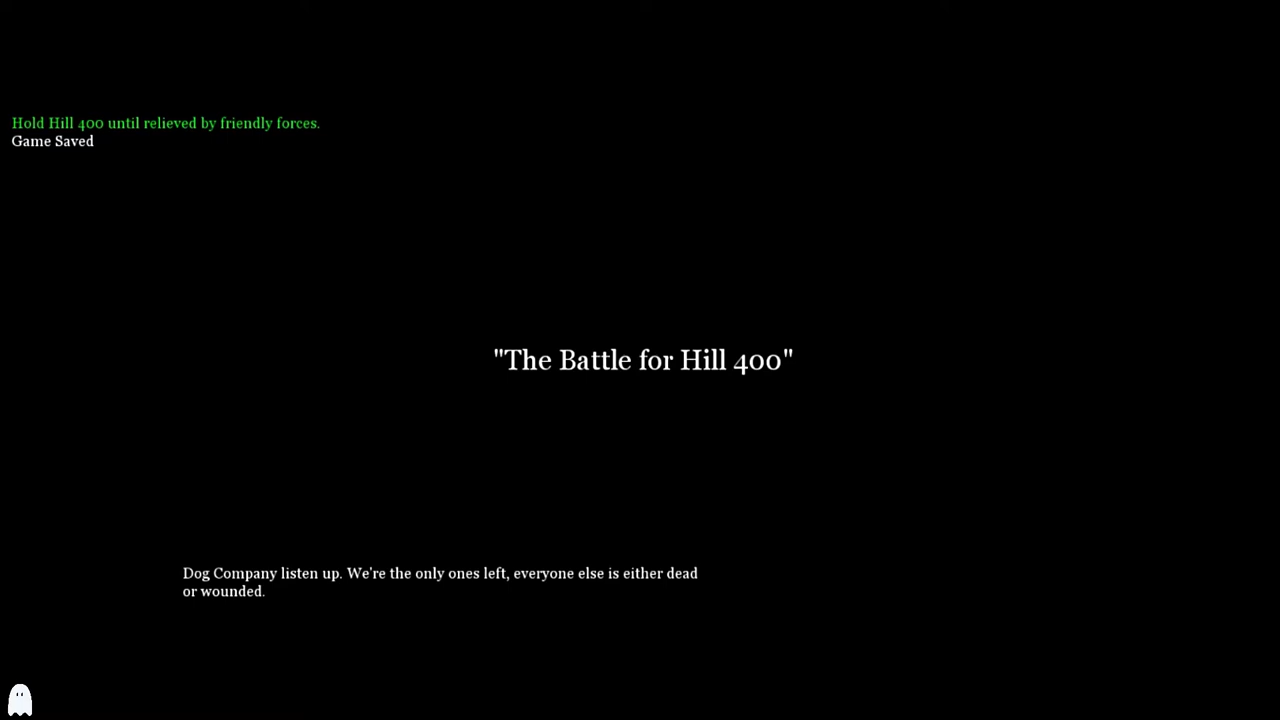 Hold Hill 400 until relieved by friendly forces.
Game Saved
"The Battle for Hill 400"
Dog Company listen up. We're the only ones left, everyone else is either dead
or wounded.